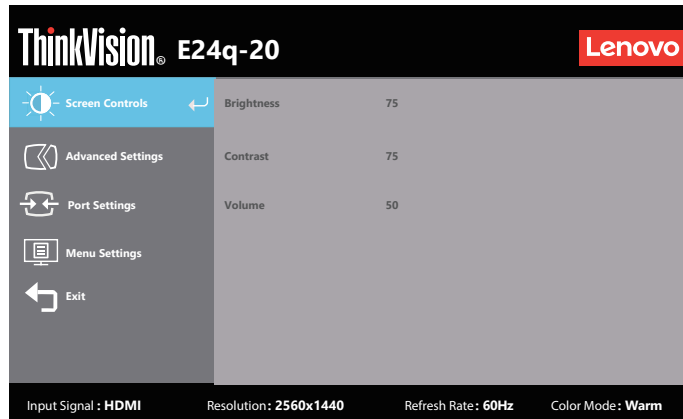 ThinkVision® E24q-20
Lenovo
Screen Controls Brightness 75
Advanced Settings Contrast 75
Port Settings Volume 50
Menu Settings
Exit
Input Signal : HDMI Resolution: 2560x1440 Refresh Rate: 60Hz Color Mode: Warm